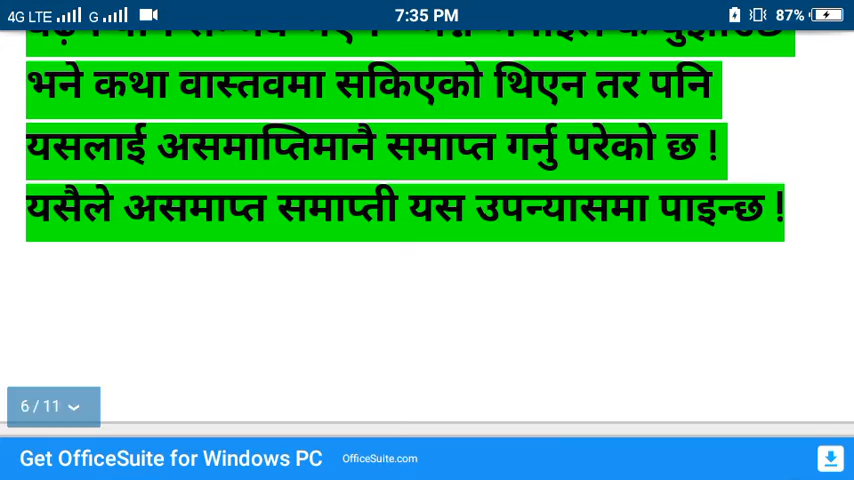 4G LTE G 7:35 PM 87%
भने कथा वास्तवमा सकिएको थिएन तर पनि
यसलाई असमाप्तिमानै समाप्त गर्नु परेको छ !
यसैले असमाप्त समाप्ती यस उपन्यासमा पाइन्छ !
6 / 11
Get OfficeSuite for Windows PC OfficeSuite.com